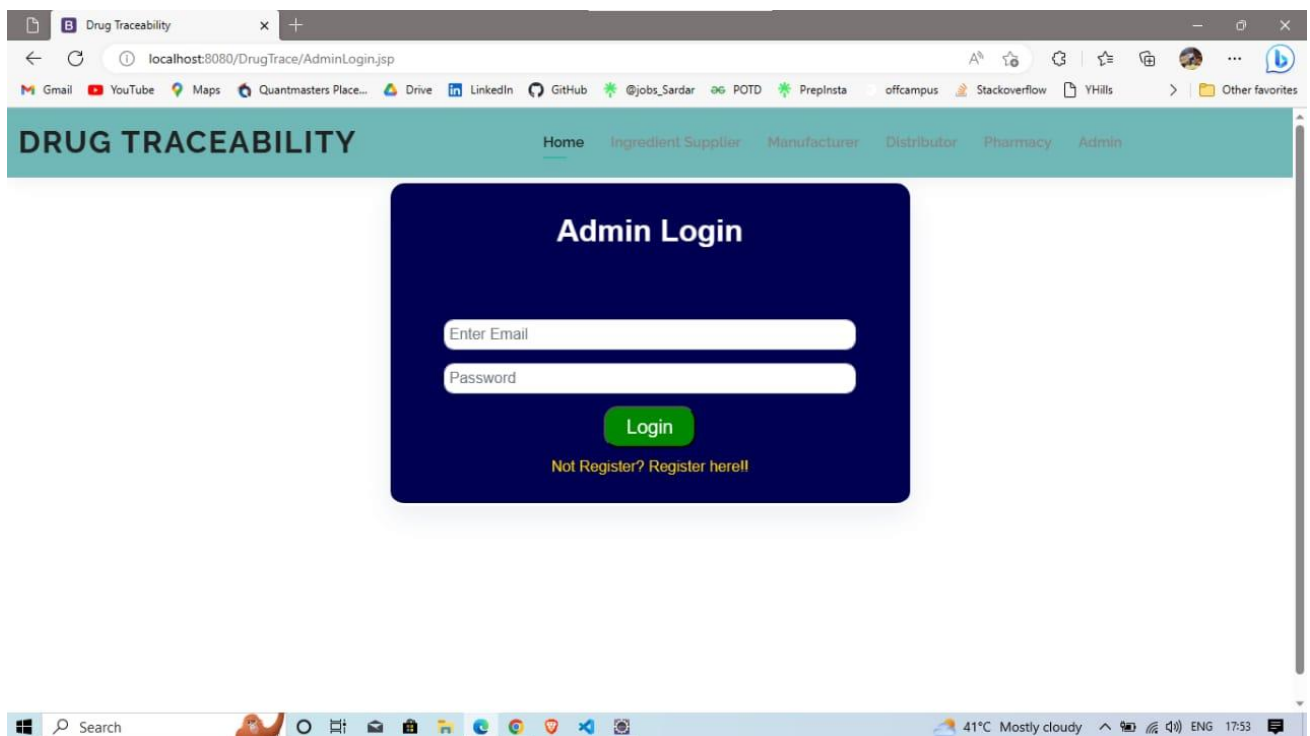 Drug Traceability
localhost:8080/DrugTrace/AdminLogin.jsp
Gmail YouTube Maps Quantmasters Place... Drive LinkedIn GitHub @jobs_Sardar POTD PrepInsta offcampus Stackoverflow YHills Other favorites
DRUG TRACEABILITY Home Ingredient Supplier Manufacturer Distributor Pharmacy Admin
Admin Login
Enter Email
Password
Login
Not Register? Register here!!
Search 41°C Mostly cloudy ENG 17:53